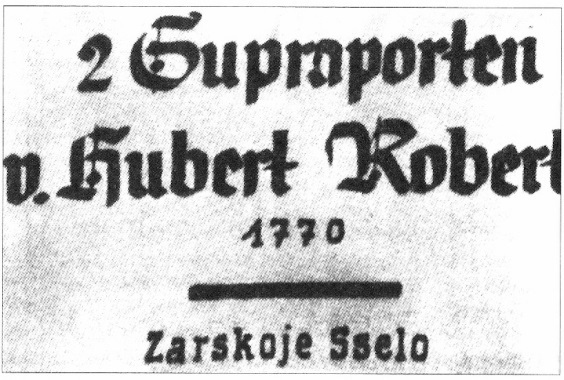 2 Supraporten
v. Hubert Robert
1770
Zarskoje Sselo